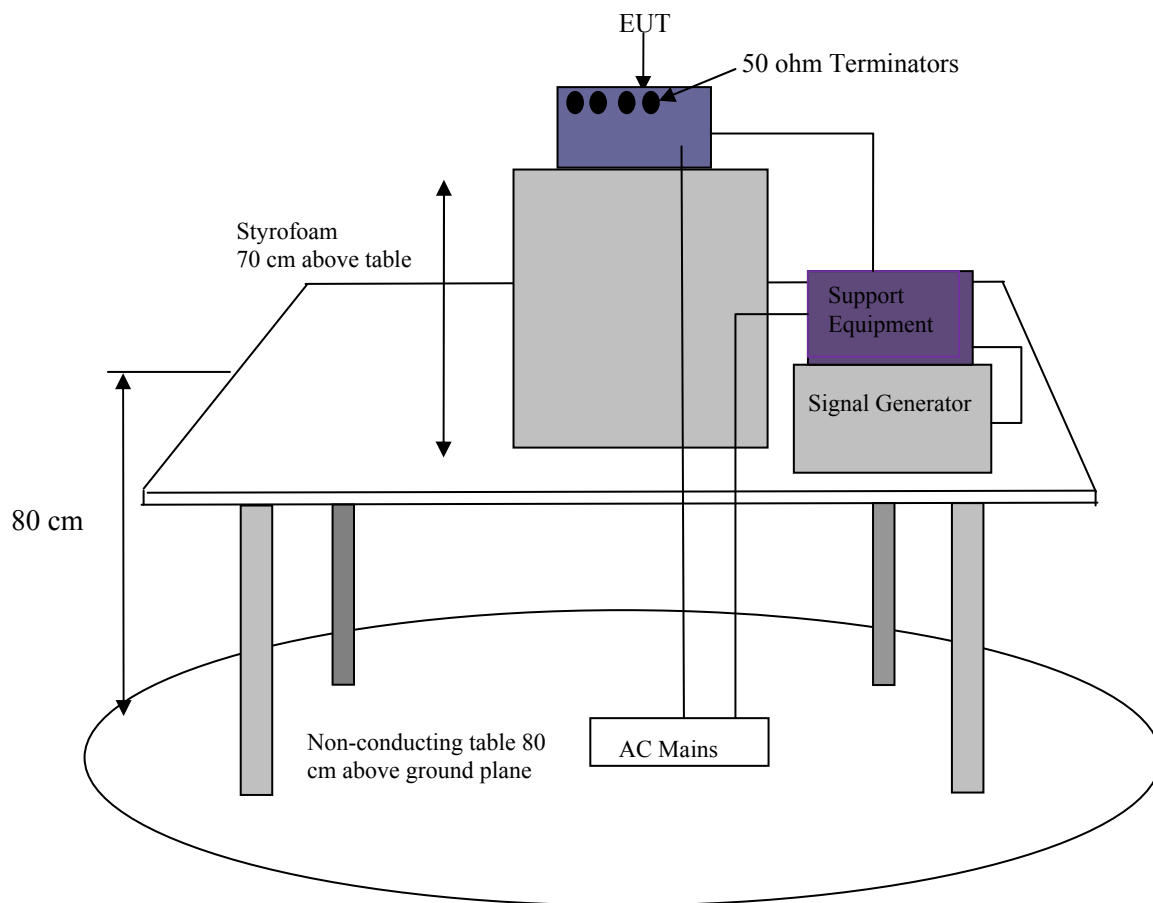 EUT
50 ohm Terminators
Styrofoam
70 cm above table
Support
Equipment
Signal Generator
80 cm
Non-conducting table 80
cm above ground plane
AC Mains